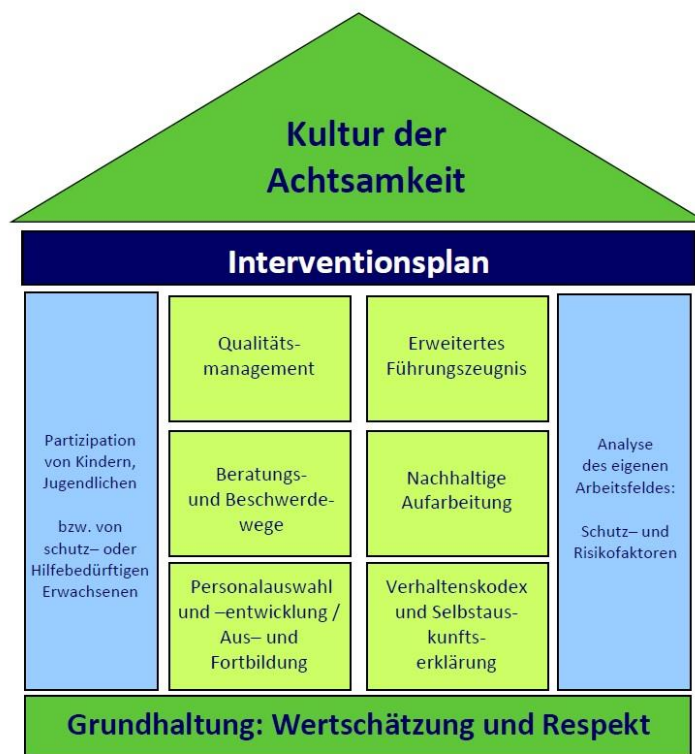 Kultur der
Achtsamkeit
Interventionsplan
Partizipation
von Kindern,
Jugendlichen
bzw. von
schutz– oder
Hilfebedürftigen
Erwachsenen
Qualitäts-
management
Erweitertes
Führungszeugnis
Beratungs-
und Beschwerde-
wege
Nachhaltige
Aufarbeitung
Personalauswahl
und –entwicklung /
Aus– und
Fortbildung
Verhaltenskodex
und Selbstaus-
kunfts-
erklärung
Analyse
des eigenen
Arbeitsfeldes:
Schutz– und
Risikofaktoren
Grundhaltung: Wertschätzung und Respekt